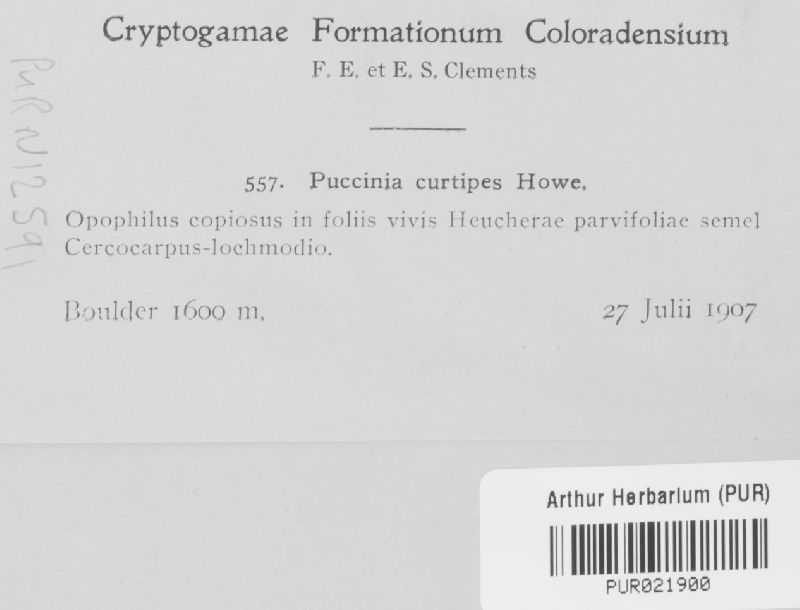 Cryptogamae Formationum Coloradensium
F. E. et E. S. Clements
557. Puccinia curtipes Howe.
Opophilus copiosus in foliis vivis Heucherae parvifoliae semel
Cercocarpus-lochmodio.
Boulder 1600 m. 27 Julii 1907
PUR N12591
Arthur Herbarium (PUR)
PUR021900